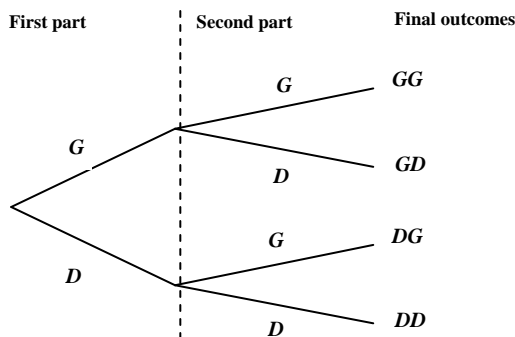 First part Second part Final outcomes
G GG
G
D GD
G DG
D
D DD